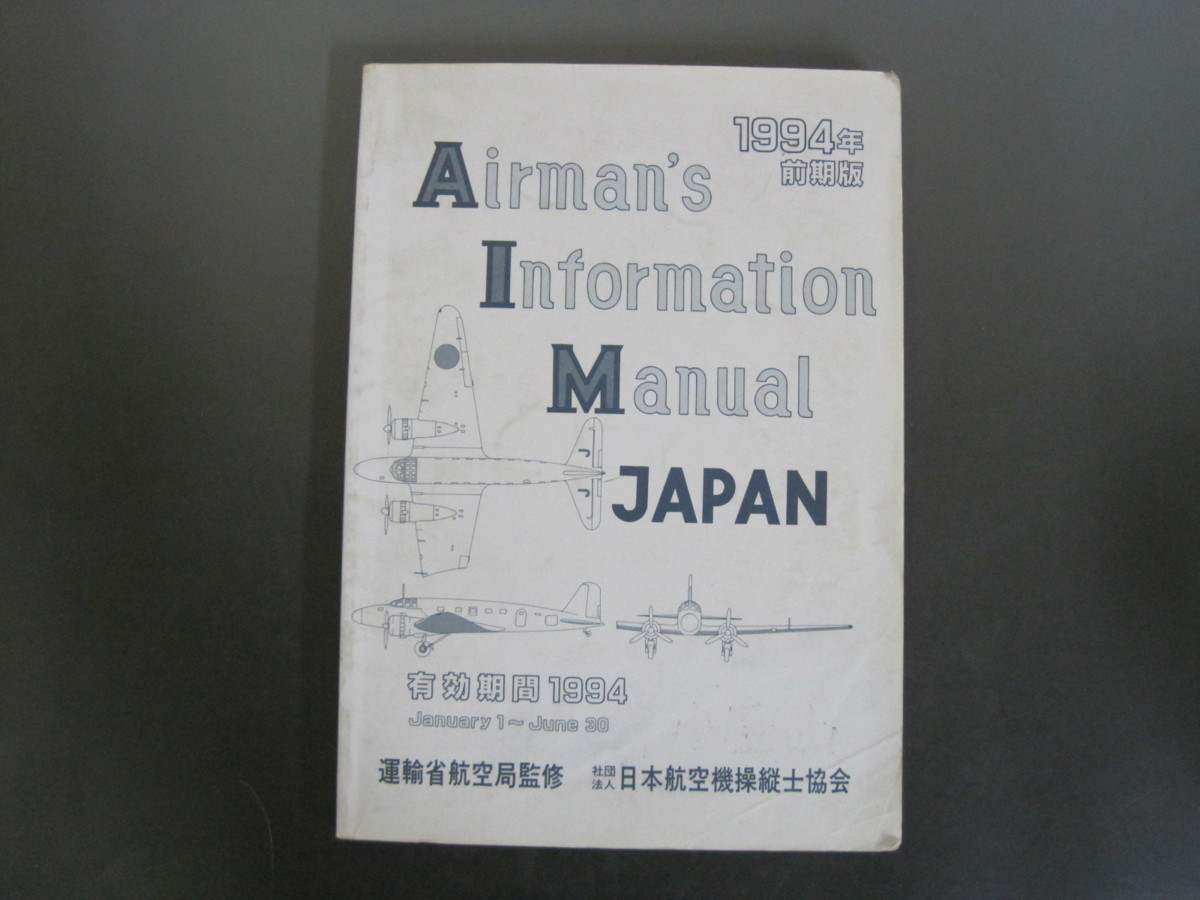 1994年
前期版
Airman's
Information
Manual
JAPAN
J
J
有効期間1994
January 1～June 30
運輸省航空局監修 社団法人日本航空機操縦士協会